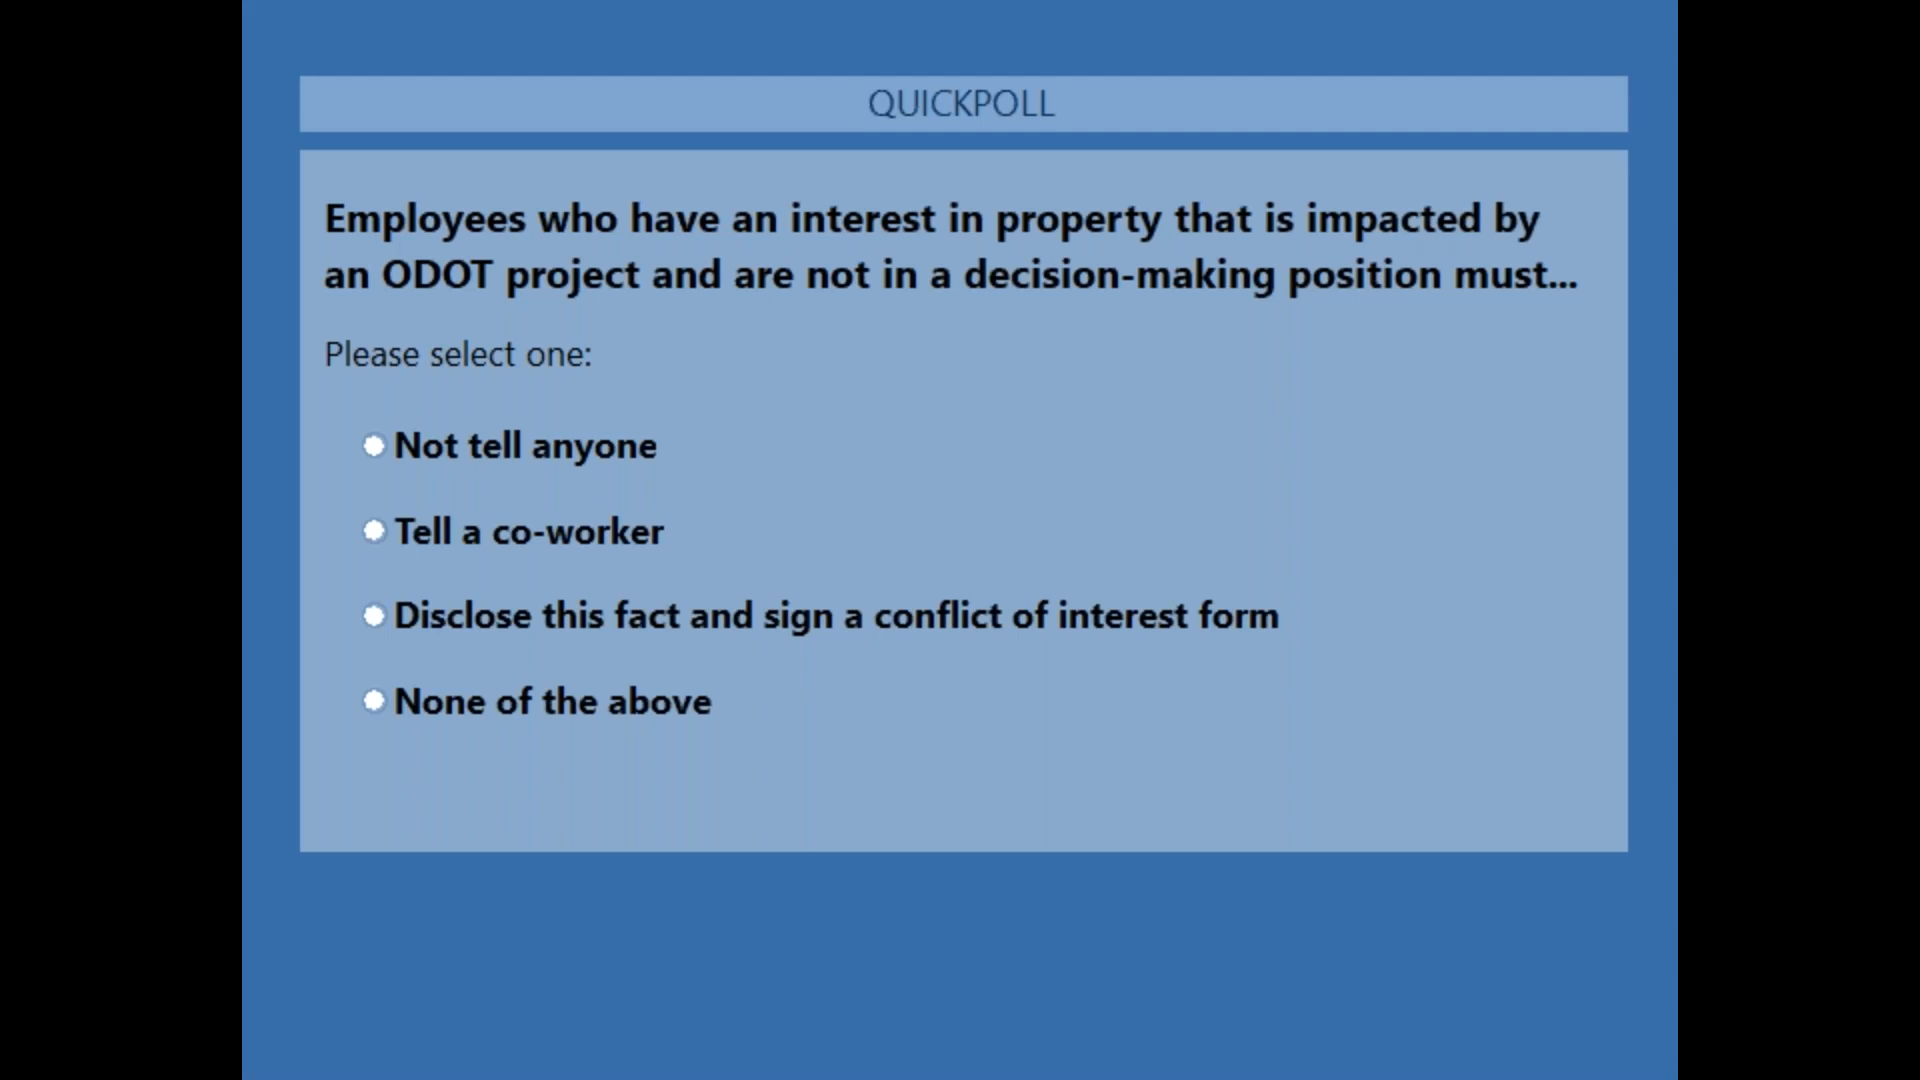 QUICKPOLL
Employees who have an interest in property that is impacted by
an ODOT project and are not in a decision-making position must...
Please select one:
Not tell anyone
Tell a co-worker
Disclose this fact and sign a conflict of interest form
None of the above